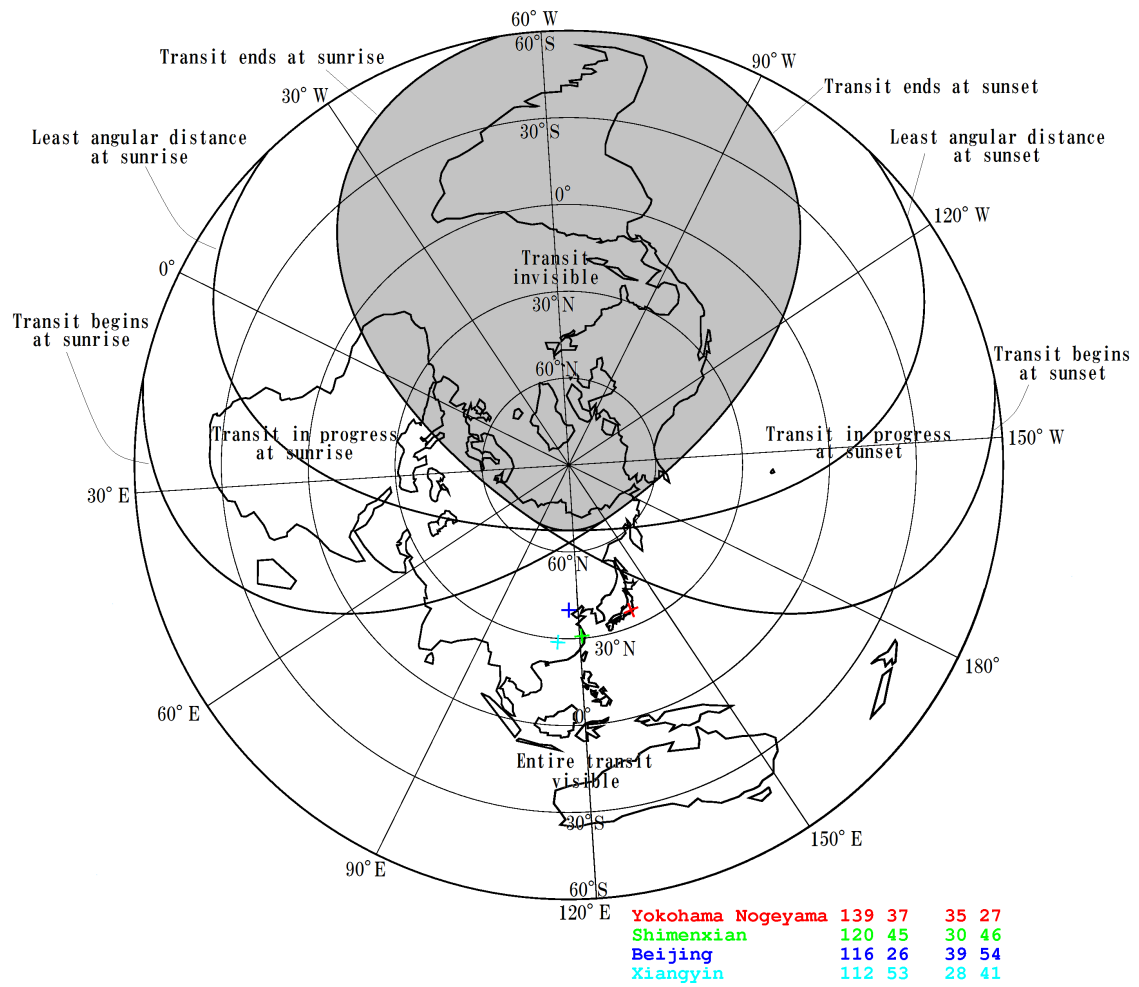 60° W
60° S
Transit ends at sunrise
90° W
30° W
Transit ends at sunset
30° S
Least angular distance
at sunrise
Least angular distance
at sunset
0°
120° W
Transit
invisible
0°
30° N
Transit begins
at sunrise
Transit begins
at sunset
60° N
Transit in progress
at sunrise
Transit in progress
at sunset
150° W
30° E
60° N
30° N
180°
60° E
0°
Entire transit
visible
30° S
150° E
90° E
60° S
120° E
Yokohama Nogeyama 139 37 35 27
Shimenxian 120 45 30 46
Beijing 116 26 39 54
Xiangyin 112 53 28 41